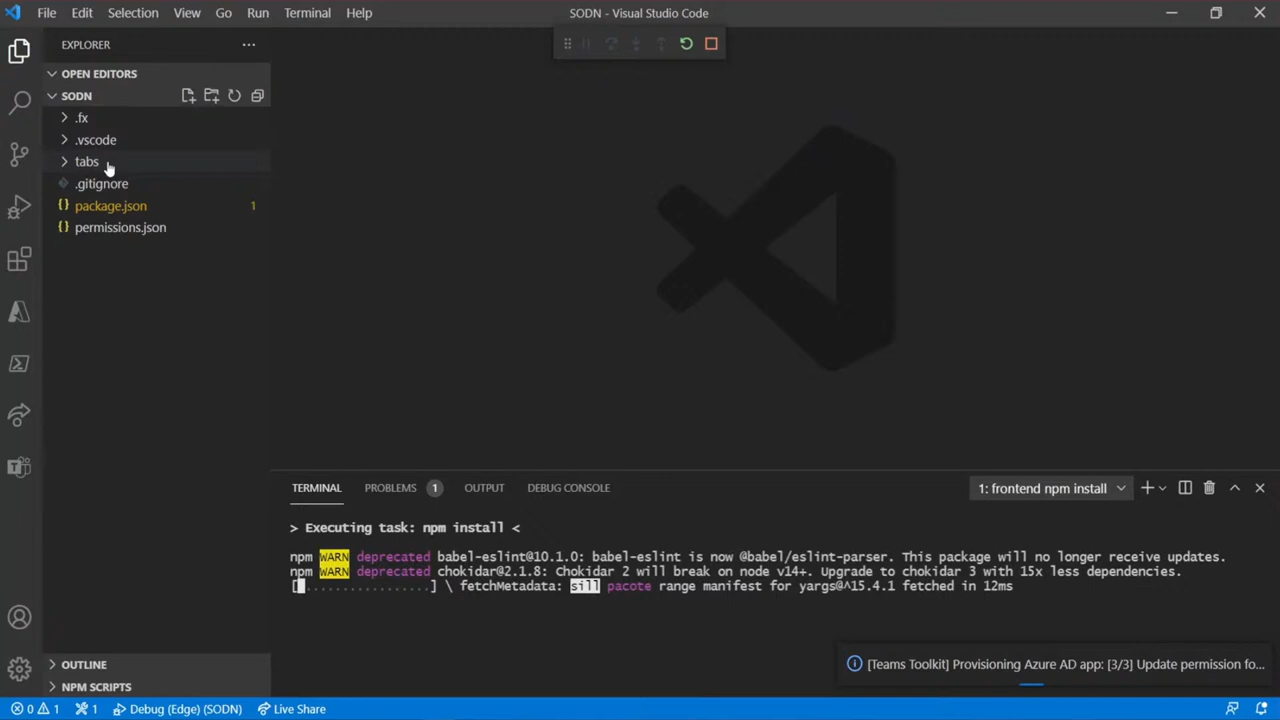 File Edit Selection View Go Run Terminal Help
SODN - Visual Studio Code
EXPLORER
OPEN EDITORS
SODN
.fx
.vscode
tabs
.gitignore
package.json 1
permissions.json
TERMINAL PROBLEMS 1 OUTPUT DEBUG CONSOLE
1: frontend npm install
> Executing task: npm install <
npm WARN deprecated babel-eslint@10.1.0: babel-eslint is now @babel/eslint-parser. This package will no longer receive updates.
npm WARN deprecated chokidar@2.1.8: Chokidar 2 will break on node v14+. Upgrade to chokidar 3 with 15x less dependencies.
[ .................] \ fetchMetadata: sill pacote range manifest for yargs@^15.4.1 fetched in 12ms
[Teams Toolkit] Provisioning Azure AD app: [3/3] Update permission fo...
OUTLINE
NPM SCRIPTS
0 1 1 Debug (Edge) (SODN) Live Share